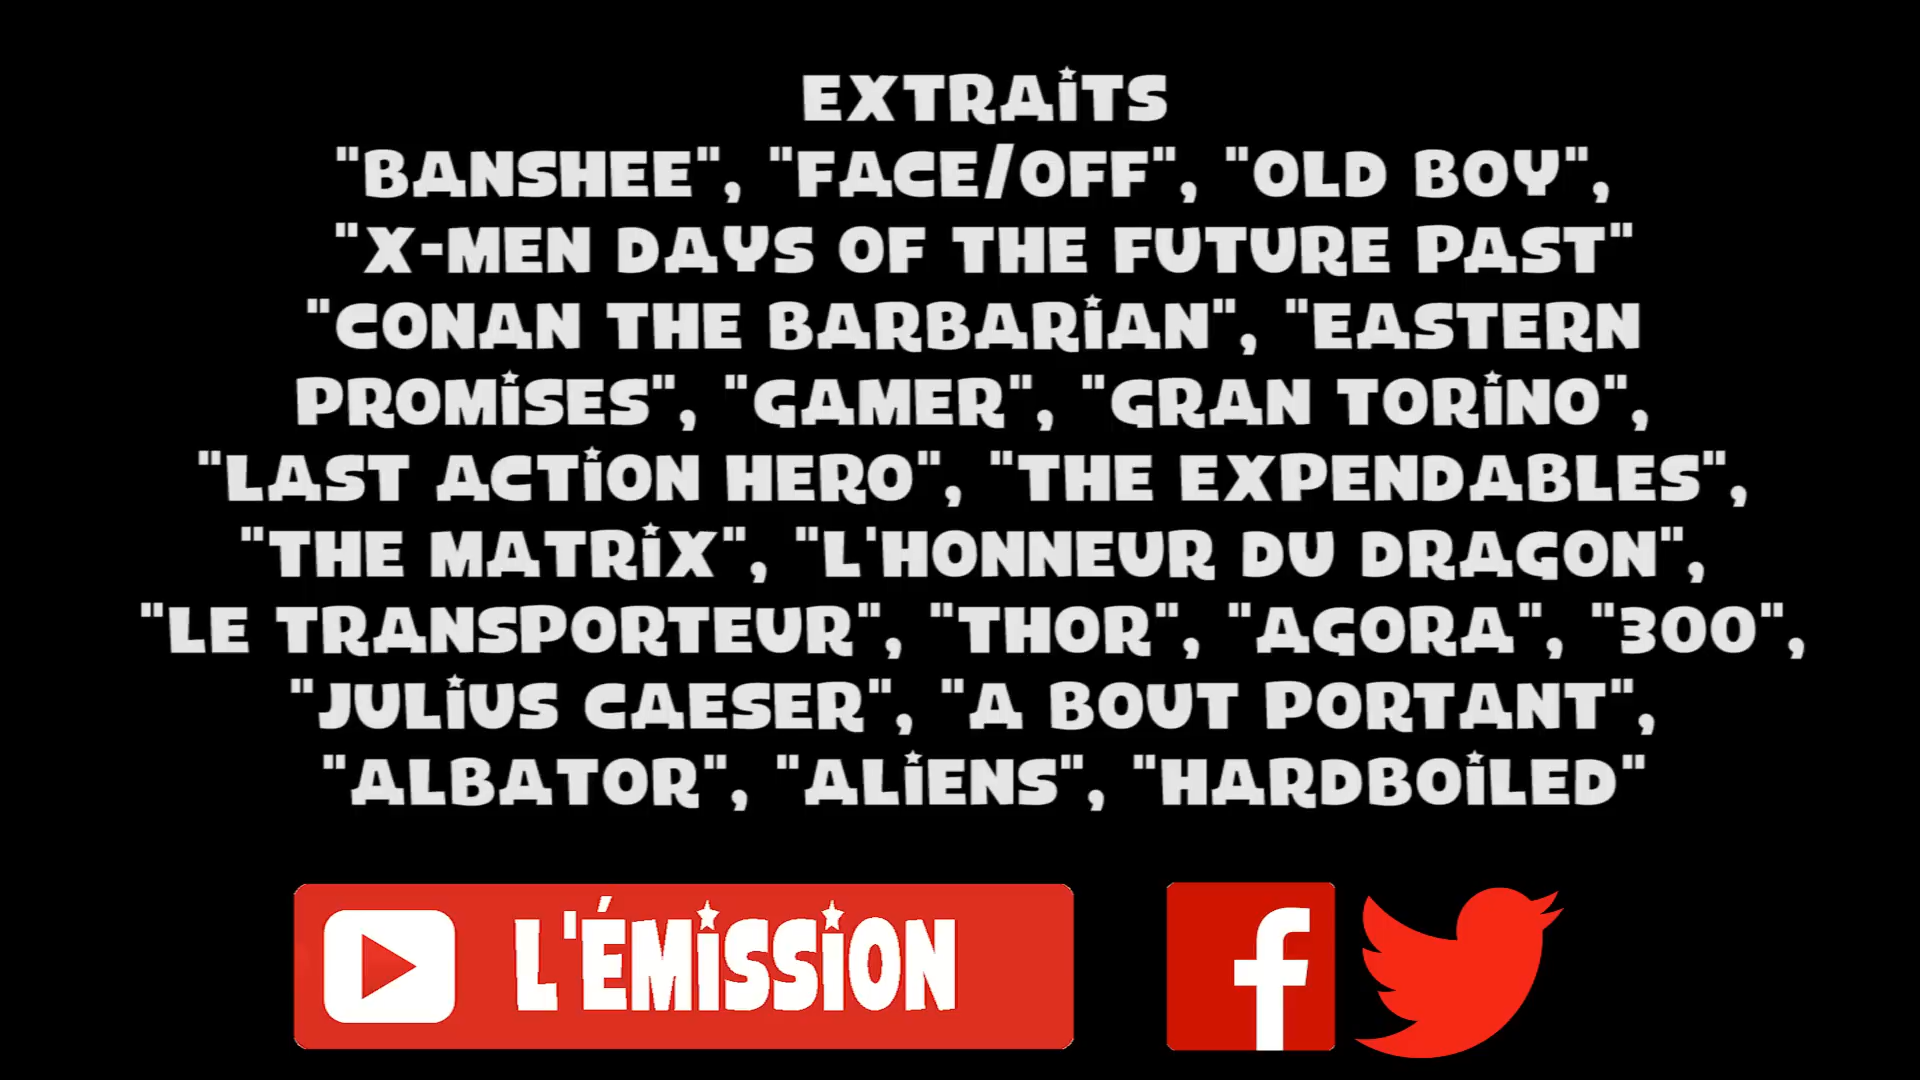 EXTRAITS
"BANSHEE", "FACE/OFF", "OLD BOY",
"X-MEN DAYS OF THE FUTURE PAST"
"CONAN THE BARBARIAN", "EASTERN
PROMISES", "GAMER", "GRAN TORINO",
"LAST ACTION HERO", "THE EXPENDABLES",
"THE MATRIX", "L'HONNEUR DU DRAGON",
"LE TRANSPORTEUR", "THOR", "AGORA", "300",
"JULIUS CAESER", "A BOUT PORTANT",
"ALBATOR", "ALIENS", "HARDBOILED"
L'ÉMISSION